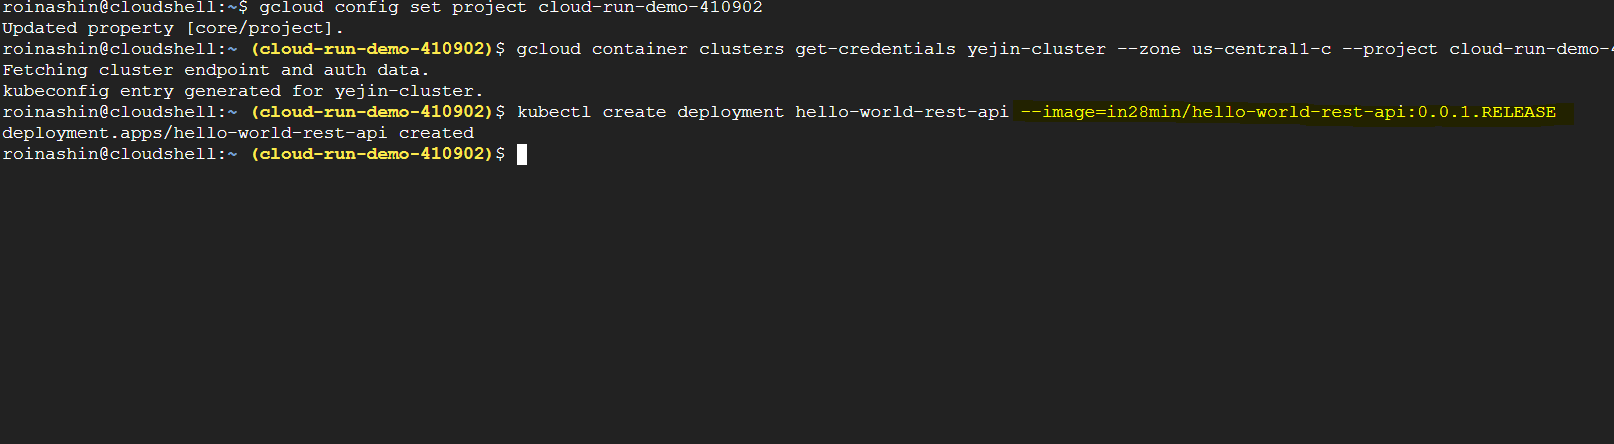 roinashin@cloudshell:~$ gcloud config set project cloud-run-demo-410902
Updated property [core/project].
roinashin@cloudshell:~ (cloud-run-demo-410902)$ gcloud container clusters get-credentials yejin-cluster --zone us-central1-c --project cloud-run-demo-
Fetching cluster endpoint and auth data.
kubeconfig entry generated for yejin-cluster.
roinashin@cloudshell:~ (cloud-run-demo-410902)$ kubectl create deployment hello-world-rest-api --image=in28min/hello-world-rest-api:0.0.1.RELEASE
deployment.apps/hello-world-rest-api created
roinashin@cloudshell:~ (cloud-run-demo-410902)$